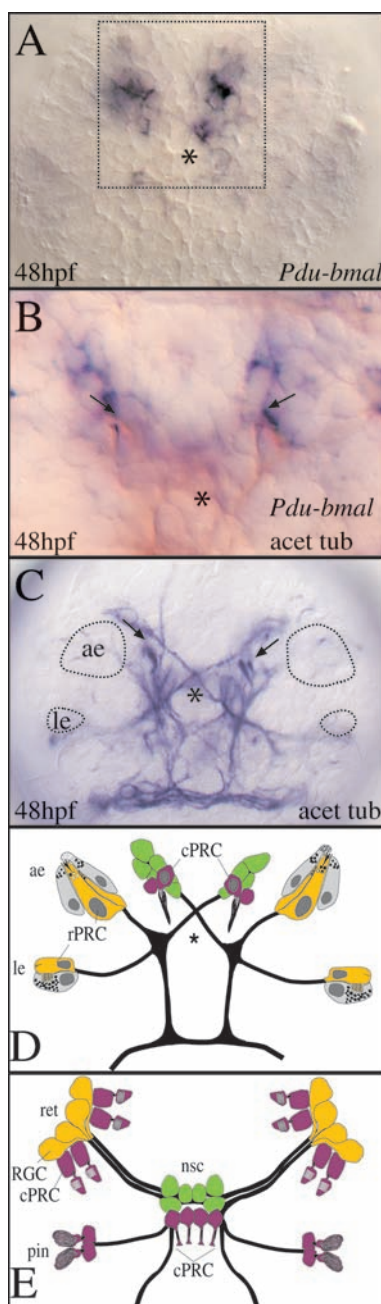 A
*
48hpf Pdu-bmal
B
*
Pdu-bmal
48hpf acet tub
C
ae
*
le
48hpf acet tub
cPRC
ae
rPRC
le
*
D
ret
RGC
nsc
cPRC
pin
cPRC
E